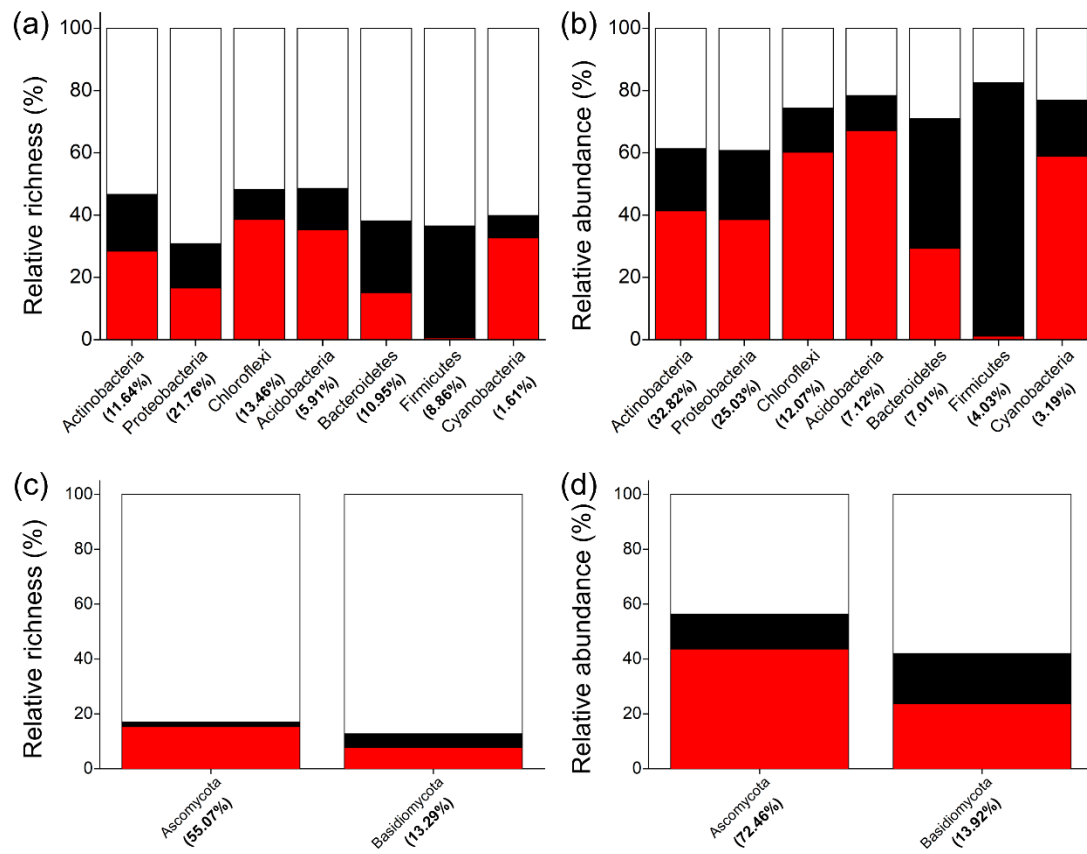 (a)
Relative richness (%)
100
80
60
40
20
0
Actinobacteria
(11.64%)
Proteobacteria
(21.76%)
Chloroflexi
(13.46%)
Acidobacteria
(5.91%)
Bacteroidetes
(10.95%)
Firmicutes
(8.86%)
Cyanobacteria
(1.61%)
(b)
Relative abundance (%)
100
80
60
40
20
0
Actinobacteria
(32.82%)
Proteobacteria
(25.03%)
Chloroflexi
(12.07%)
Acidobacteria
(7.12%)
Bacteroidetes
(7.01%)
Firmicutes
(4.03%)
Cyanobacteria
(3.19%)
(c)
Relative richness (%)
100
80
60
40
20
0
Ascomycota
(55.07%)
Basidiomycota
(13.29%)
(d)
Relative abundance (%)
100
80
60
40
20
0
Ascomycota
(72.46%)
Basidiomycota
(13.92%)